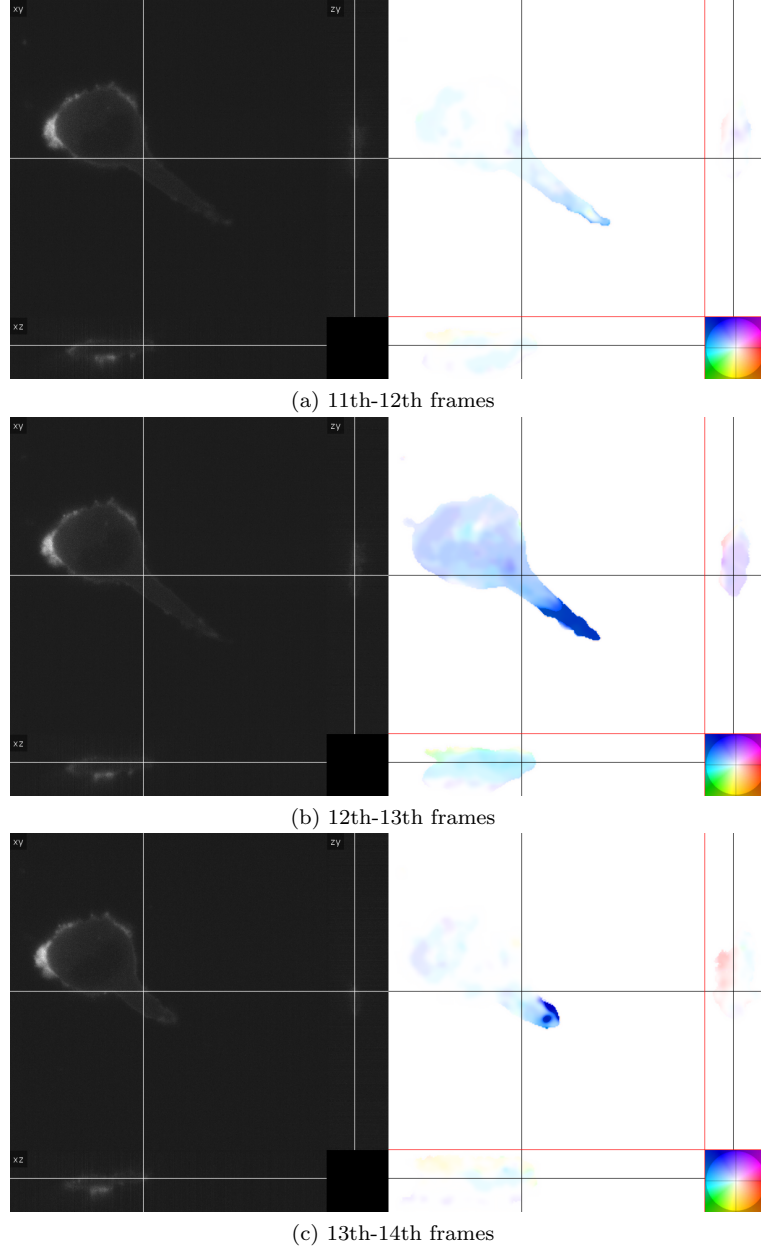 xy
zy
xz
(a) 11th-12th frames
xy
zy
xz
(b) 12th-13th frames
xy
zy
xz
(c) 13th-14th frames